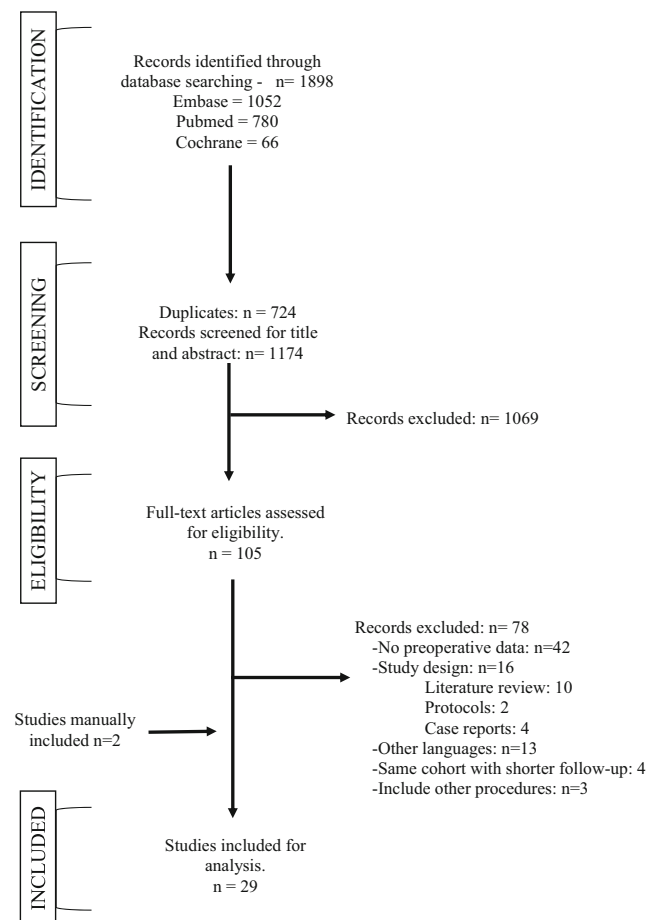 IDENTIFICATION
Records identified through
database searching - n= 1898
Embase = 1052
Pubmed = 780
Cochrane = 66
SCREENING
Duplicates: n = 724
Records screened for title
and abstract: n= 1174
Records excluded: n= 1069
ELIGIBILITY
Full-text articles assessed
for eligibility.
n = 105
Records excluded: n= 78
-No preoperative data: n=42
-Study design: n=16
Literature review: 10
Protocols: 2
Case reports: 4
-Other languages: n=13
-Same cohort with shorter follow-up: 4
-Include other procedures: n=3
Studies manually
included n=2
INCLUDED
Studies included for
analysis.
n = 29